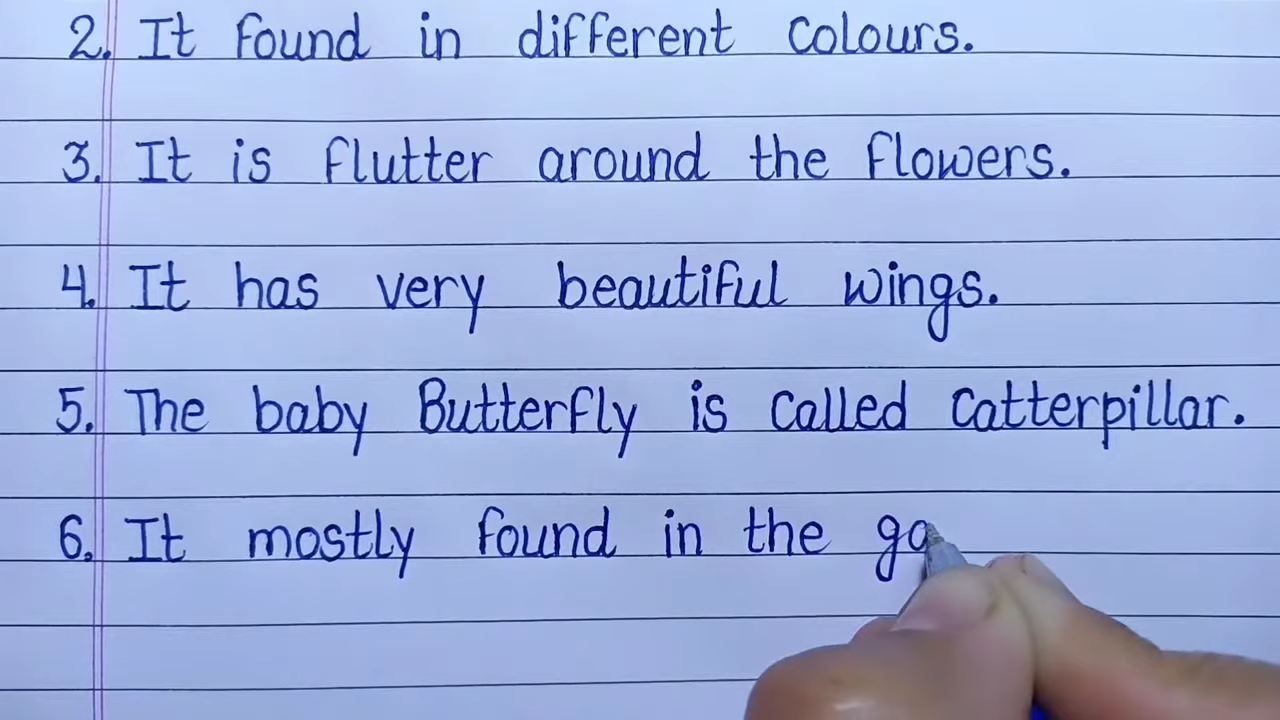 2. It found in different colours.
3. It is flutter around the flowers.
4. It has very beautiful wings.
5. The baby Butterfly is called Catterpillar.
6. It mostly found in the ga